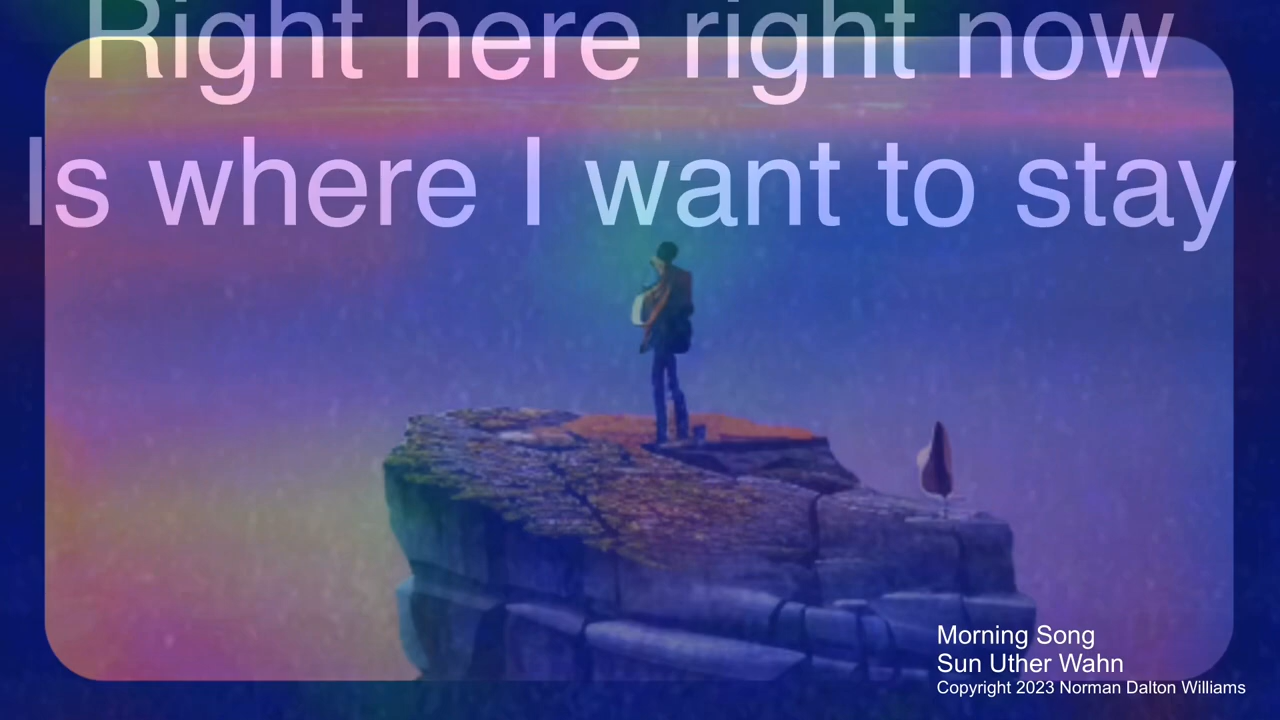 Right here right now
Is where I want to stay
Morning Song
Sun Uther Wahn
Copyright 2023 Norman Dalton Williams